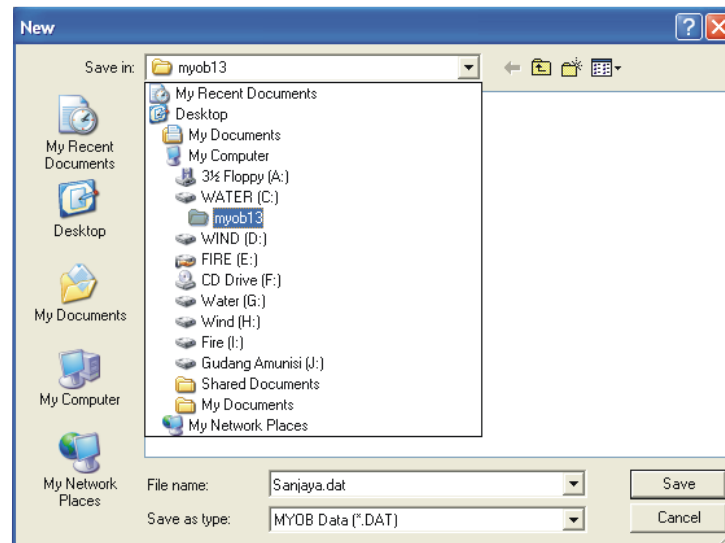 New
Save in: myob13
My Recent Documents
Desktop
My Documents
My Computer
3½ Floppy (A:)
WATER (C:)
myob13
WIND (D:)
FIRE (E:)
CD Drive (F:)
Water (G:)
Wind (H:)
Fire (I:)
Gudang Amunisi (J:)
Shared Documents
My Documents
My Network Places
My Recent
Documents
Desktop
My Documents
My Computer
My Network
Places
File name: Sanjaya.dat Save
Save as type: MYOB Data (*.DAT) Cancel